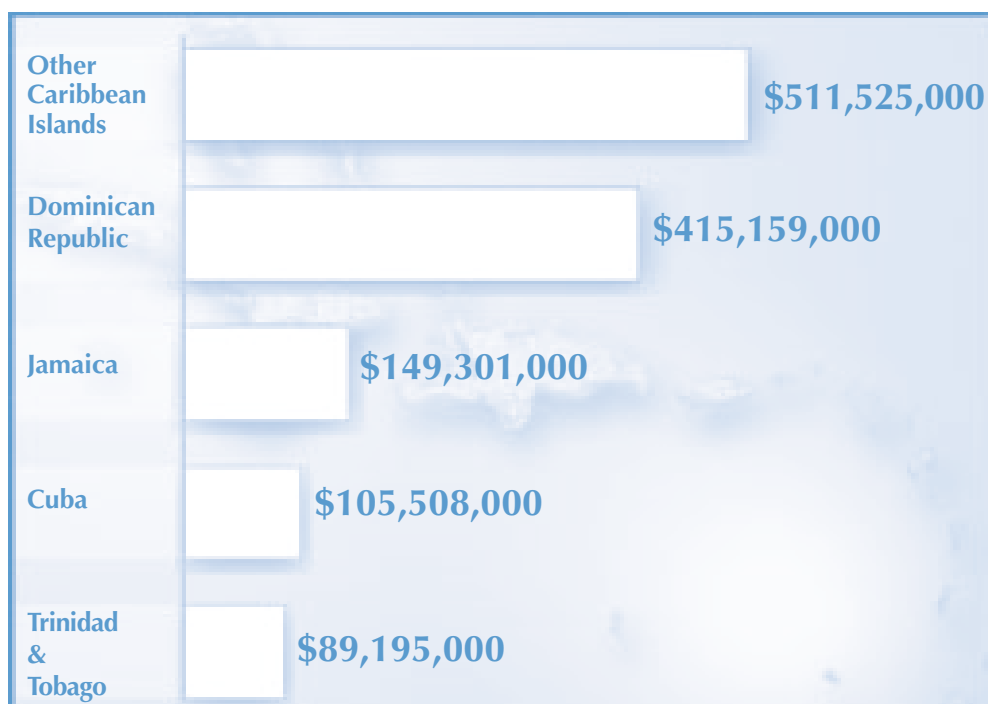 Other
Caribbean
Islands
$511,525,000
Dominican
Republic
$415,159,000
Jamaica
$149,301,000
Cuba
$105,508,000
Trinidad
&
Tobago
$89,195,000